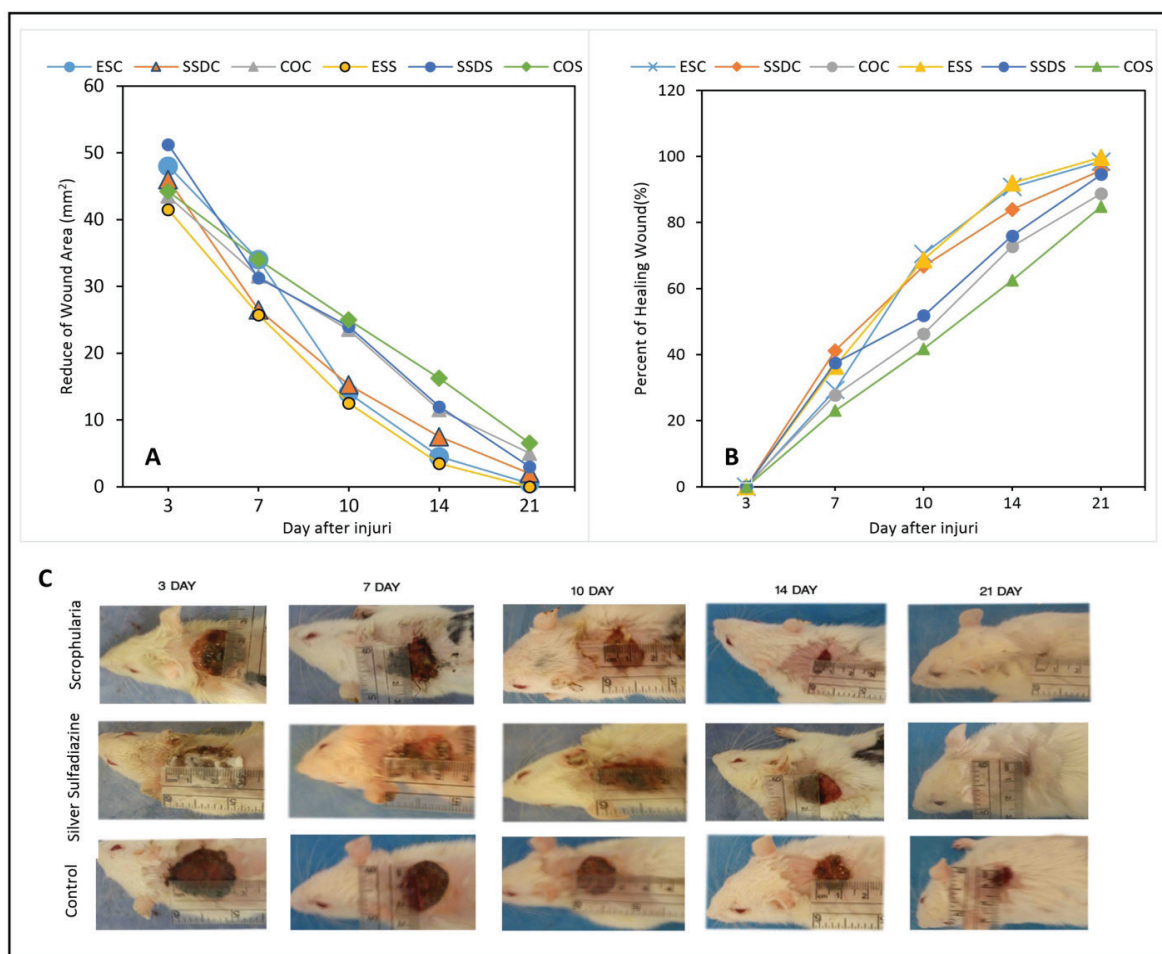 ESC SSDC COC ESS SSDS COS
60
50
40
30
20
10
0
Reduce of Wound Area (mm²)
A
3 7 10 14 21
Day after injuri
ESC SSDC COC ESS SSDS COS
120
100
80
60
40
20
0
Percent of Healing Wound(%)
B
3 7 10 14 21
Day after injuri
C
3 DAY 7 DAY 10 DAY 14 DAY 21 DAY
Scrophularia
Silver Sulfadiazine
Control